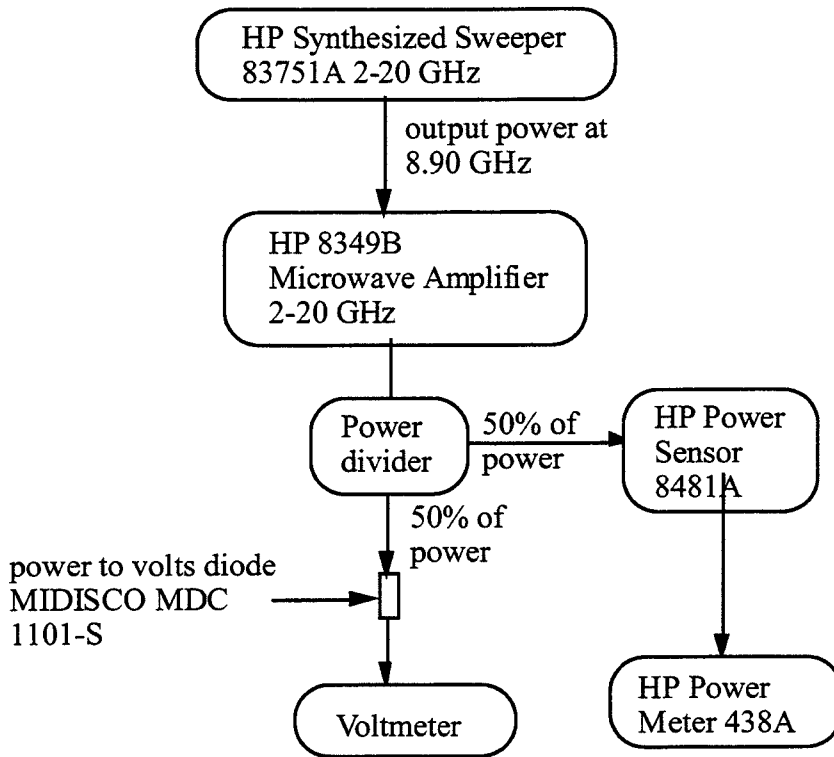 HP Synthesized Sweeper
83751A 2-20 GHz
output power at
8.90 GHz
HP 8349B
Microwave Amplifier
2-20 GHz
Power
divider
50% of
power
HP Power
Sensor
8481A
50% of
power
power to volts diode
MIDISCO MDC
1101-S
Voltmeter
HP Power
Meter 438A